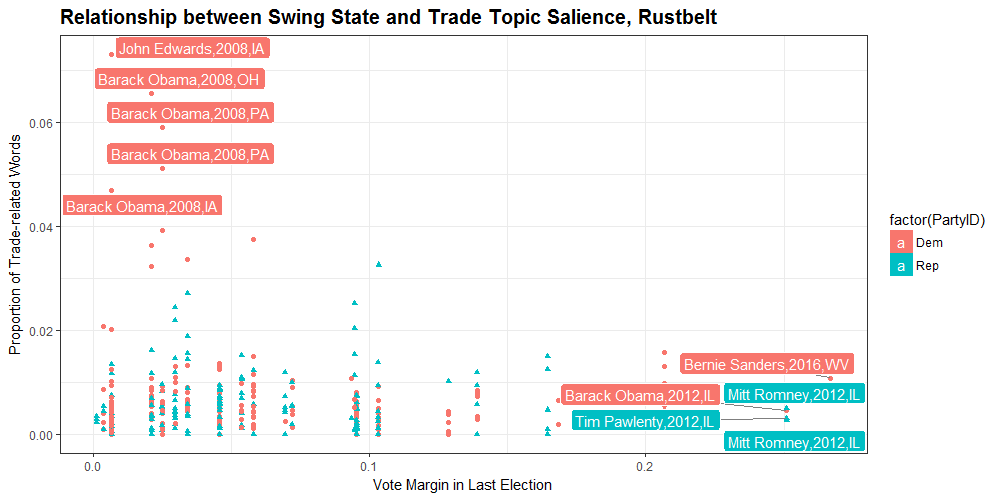 Relationship between Swing State and Trade Topic Salience, Rustbelt
John Edwards,2008,IA
Barack Obama,2008,OH
Barack Obama,2008,PA
Barack Obama,2008,PA
Barack Obama,2008,IA
Bernie Sanders,2016,WV
Barack Obama,2012,IL
Mitt Romney,2012,IL
Tim Pawlenty,2012,IL
Mitt Romney,2012,IL
Proportion of Trade-related Words
0.06
0.04
0.02
0.00
0.0
0.1
0.2
Vote Margin in Last Election
factor(PartyID)
a Dem
a Rep